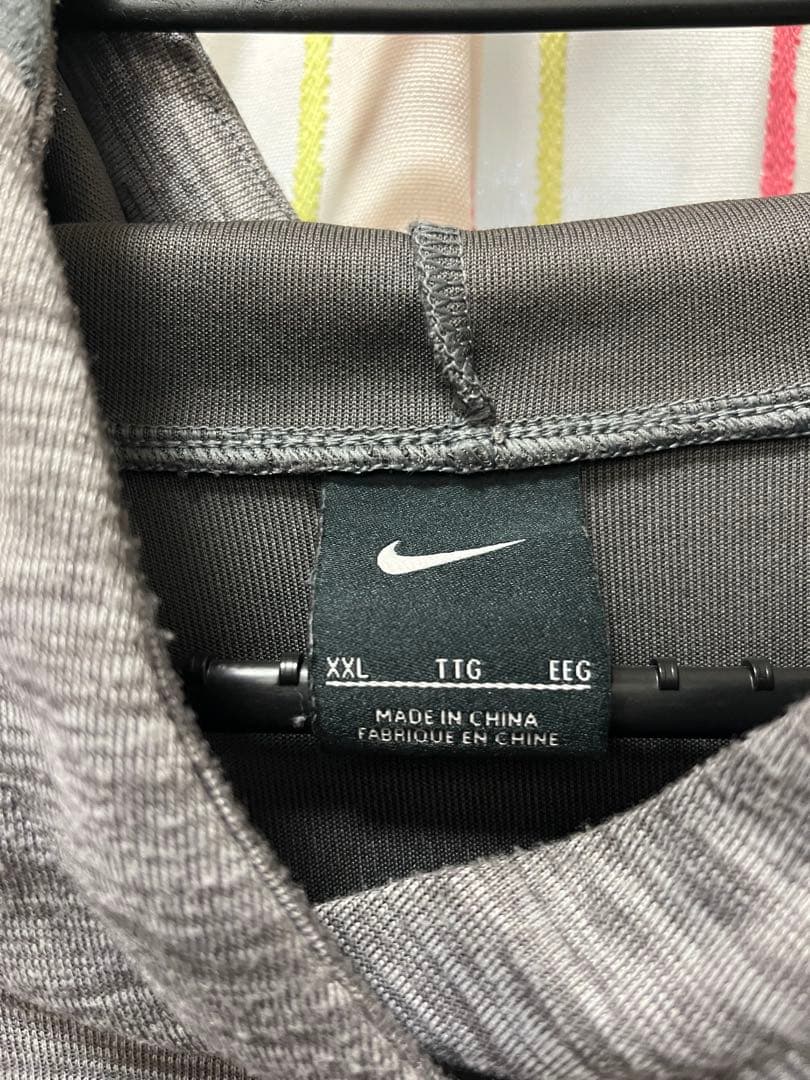 XXL TTG EEG
MADE IN CHINA
FABRIQUE EN CHINE